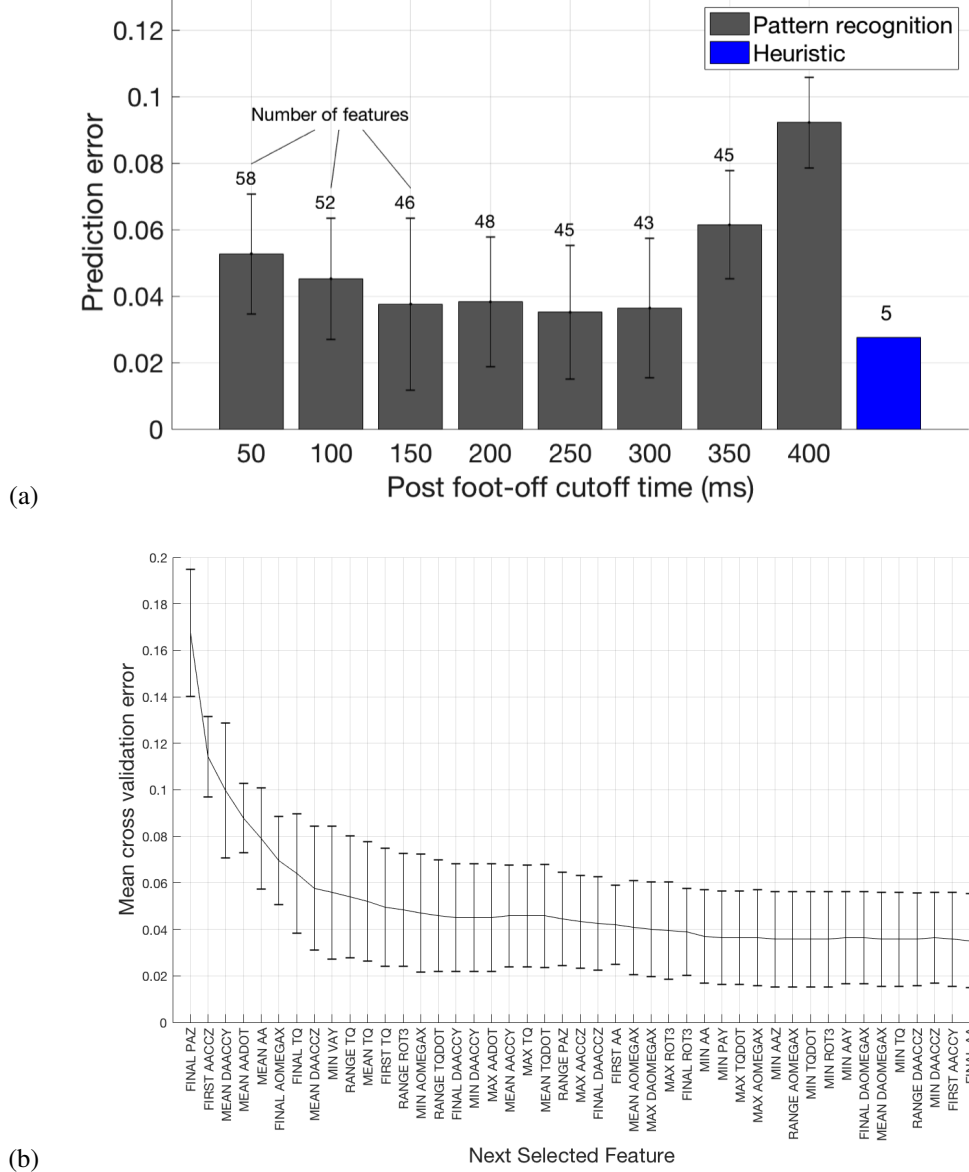 0.12
0.1
0.08
0.06
0.04
0.02
0
Prediction error
Pattern recognition
Heuristic
Number of features
58
52
46
48
45
43
45
5
50 100 150 200 250 300 350 400
Post foot-off cutoff time (ms)
(a)
0.2
0.18
0.16
0.14
0.12
0.1
0.08
0.06
0.04
0.02
0
Mean cross validation error
FINAL PAZ
FIRST AACCZ
MEAN DAACCY
MEAN AADOT
MEAN AA
FINAL AOMEGAX
FINAL TQ
MEAN DAACCZ
MIN VAY
RANGE TQ
MEAN TQ
FIRST TQ
RANGE ROT3
MIN AOMEGAX
RANGE TQDOT
FINAL DAACCY
MIN DAACCY
MAX AADOT
MEAN AACCY
MAX TQ
MEAN TQDOT
RANGE PAZ
MAX AACCZ
FINAL DAACCZ
FIRST AA
MEAN AOMEGAX
MAX DAOMEGAX
MAX ROT3
FINAL ROT3
MIN AA
MIN PAY
MAX TQDOT
MAX AOMEGAX
MIN AAZ
RANGE AOMEGAX
MIN TQDOT
MIN ROT3
MIN AAY
FINAL DAOMEGAX
MEAN DAOMEGAX
MIN TQ
RANGE DAACCZ
MIN DAACCZ
FIRST AACCY
Next Selected Feature
(b)